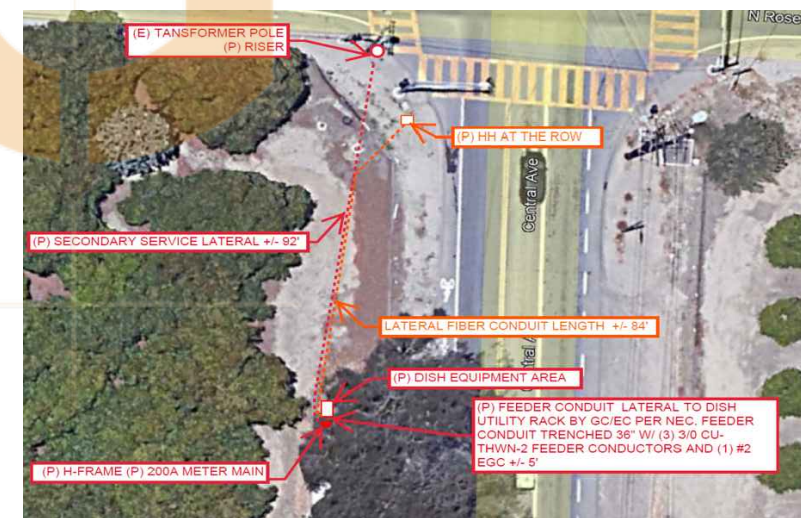 (E) TANSFORMER POLE
(P) RISER
N Rose
(P) HH AT THE ROW
Central Ave
(P) SECONDARY SERVICE LATERAL +/- 92'
LATERAL FIBER CONDUIT LENGTH +/- 84'
(P) DISH EQUIPMENT AREA
(P) FEEDER CONDUIT LATERAL TO DISH
UTILITY RACK BY GC/EC PER NEC. FEEDER
CONDUIT TRENCHED 36" W/ (3) 3/0 CU-
THWN-2 FEEDER CONDUCTORS AND (1) #2
EGC +/- 5'
(P) H-FRAME (P) 200A METER MAIN